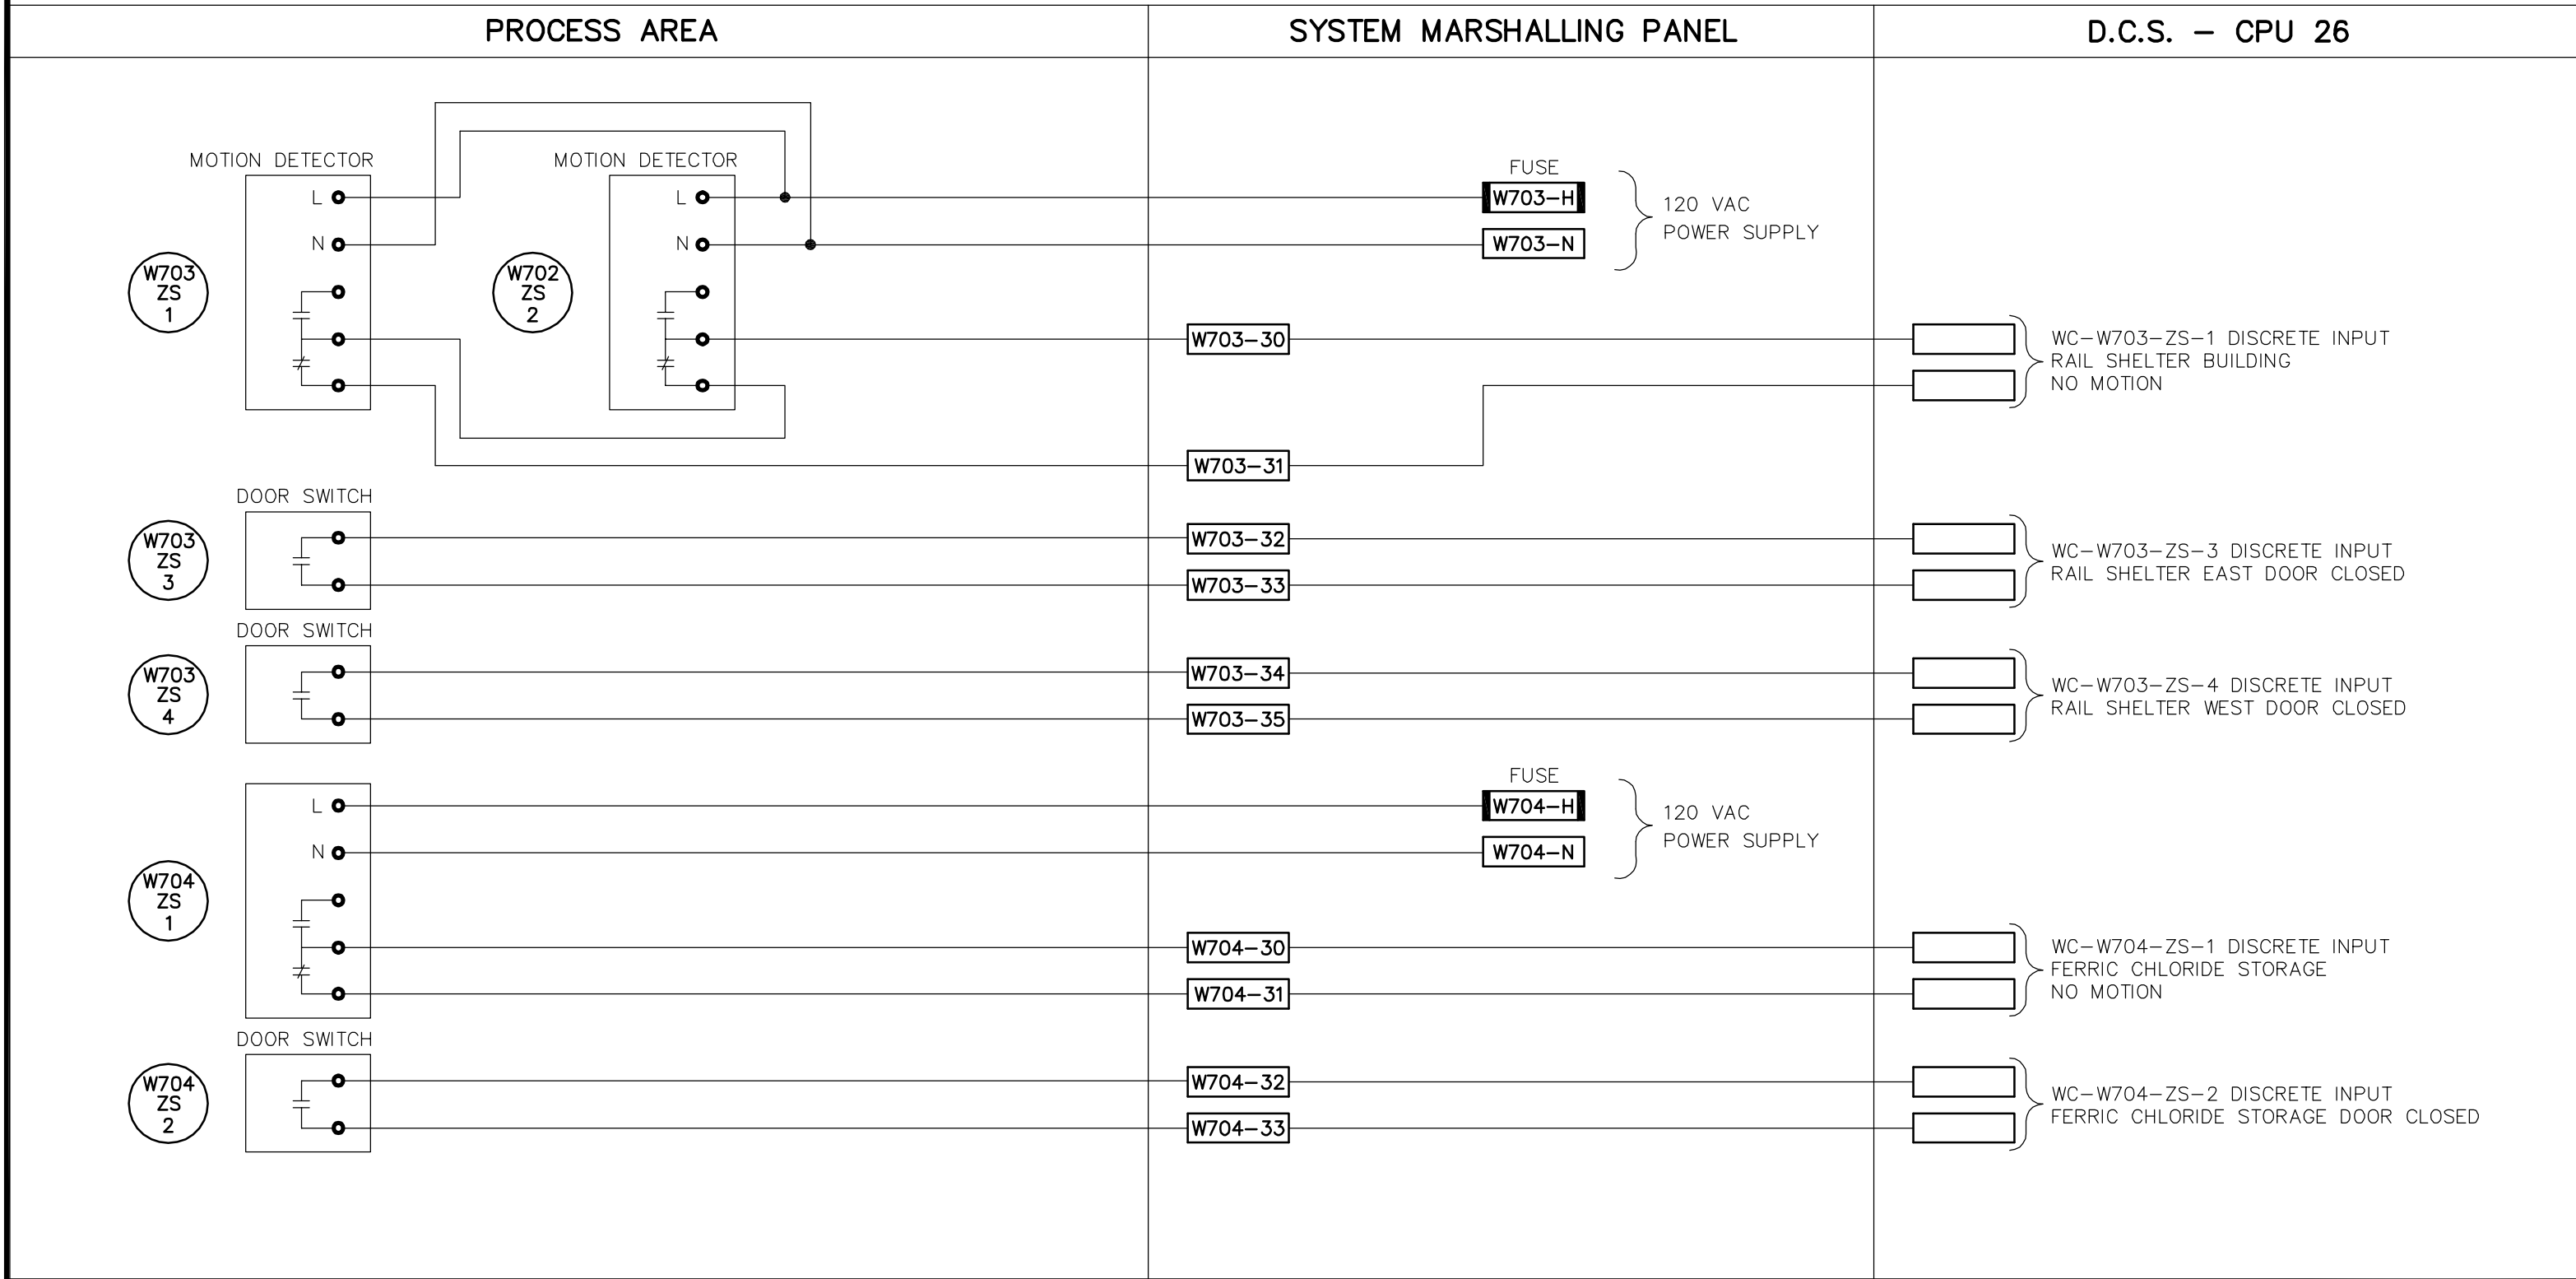 PROCESS AREA
SYSTEM MARSHALLING PANEL
D.C.S. – CPU 26
MOTION DETECTOR
L
N
W703
ZS
1
MOTION DETECTOR
L
N
W702
ZS
2
FUSE
W703–H
W703–N
120 VAC
POWER SUPPLY
W703–30
W703–31
WC–W703–ZS–1 DISCRETE INPUT
RAIL SHELTER BUILDING
NO MOTION
DOOR SWITCH
W703
ZS
3
W703–32
W703–33
WC–W703–ZS–3 DISCRETE INPUT
RAIL SHELTER EAST DOOR CLOSED
DOOR SWITCH
W703
ZS
4
W703–34
W703–35
WC–W703–ZS–4 DISCRETE INPUT
RAIL SHELTER WEST DOOR CLOSED
L
N
W704
ZS
1
FUSE
W704–H
W704–N
120 VAC
POWER SUPPLY
W704–30
W704–31
WC–W704–ZS–1 DISCRETE INPUT
FERRIC CHLORIDE STORAGE
NO MOTION
DOOR SWITCH
W704
ZS
2
W704–32
W704–33
WC–W704–ZS–2 DISCRETE INPUT
FERRIC CHLORIDE STORAGE DOOR CLOSED